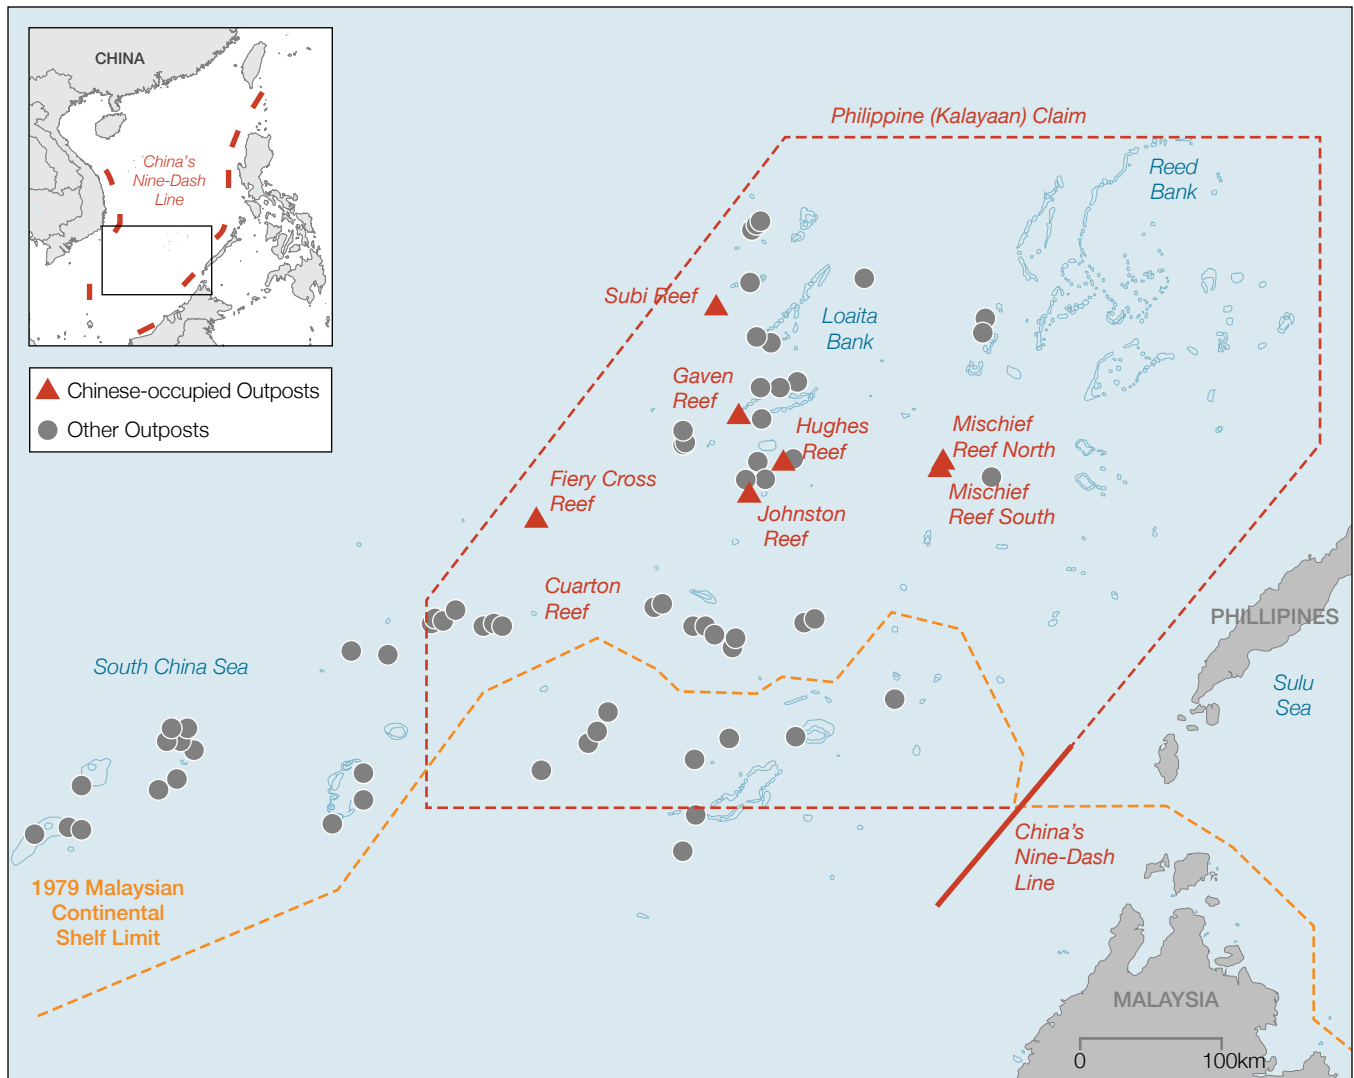 CHINA
China's
Nine-Dash
Line
Chinese-occupied Outposts
Other Outposts
Philippine (Kalayaan) Claim
Reed
Bank
Subi Reef
Loaita
Bank
Gaven
Reef
Hughes
Reef
Mischief
Reef North
Mischief
Reef South
Fiery Cross
Reef
Johnston
Reef
Cuarton
Reef
PHILLIPINES
South China Sea
Sulu
Sea
China's
Nine-Dash
Line
1979 Malaysian
Continental
Shelf Limit
MALAYSIA
0 100km